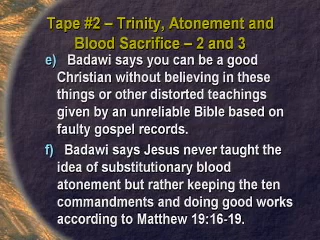 Tape #2 – Trinity, Atonement and
Blood Sacrifice – 2 and 3
e) Badawi says you can be a good
Christian without believing in these
things or other distorted teachings
given by an unreliable Bible based on
faulty gospel records.
f) Badawi says Jesus never taught the
idea of substitutionary blood
atonement but rather keeping the ten
commandments and doing good works
according to Matthew 19:16-19.